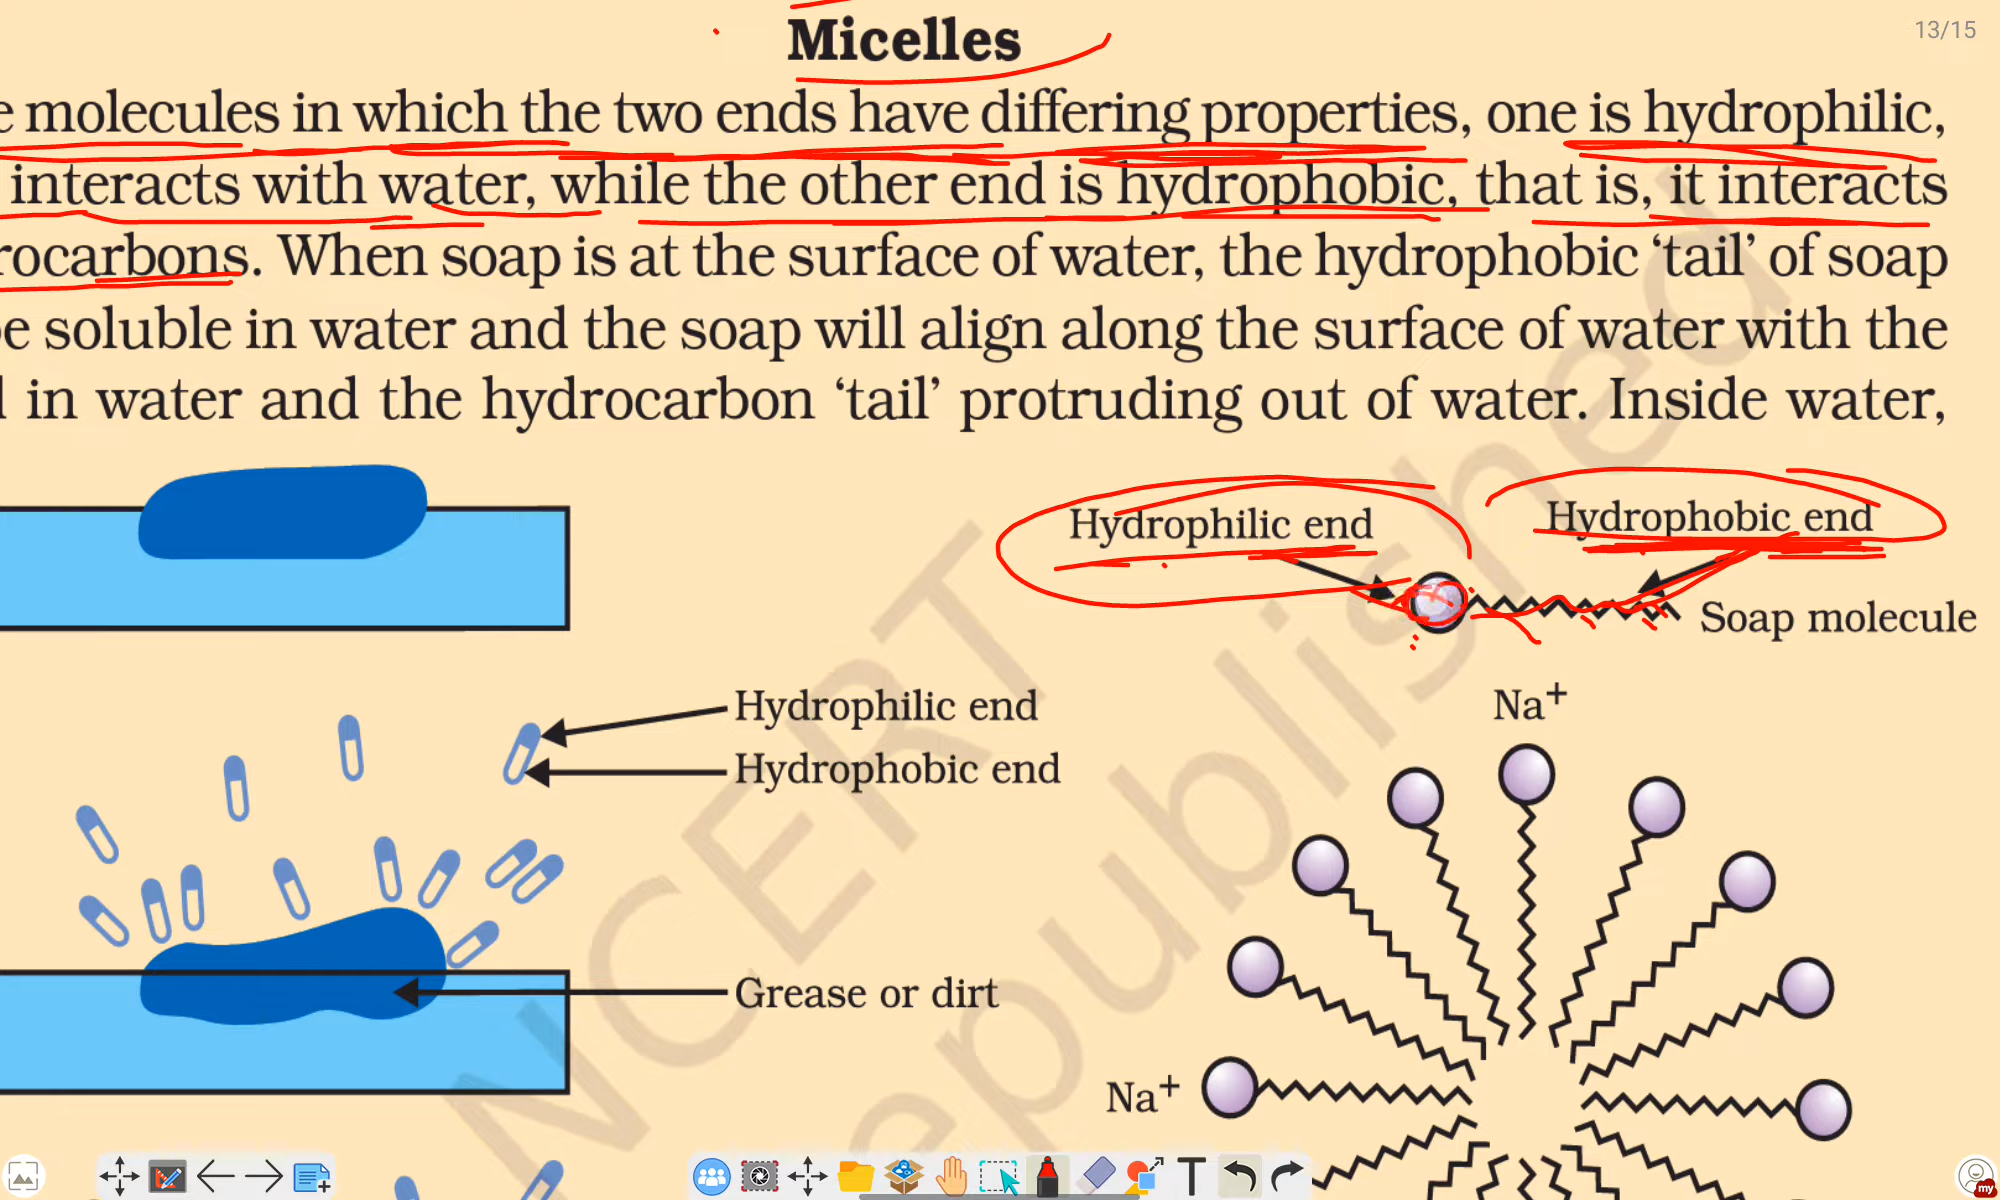 13/15
Micelles
e molecules in which the two ends have differing properties, one is hydrophilic,
interacts with water, while the other end is hydrophobic, that is, it interacts
rocarbons. When soap is at the surface of water, the hydrophobic ‘tail’ of soap
be soluble in water and the soap will align along the surface of water with the
in water and the hydrocarbon ‘tail’ protruding out of water. Inside water,
Hydrophilic end
Hydrophobic end
Soap molecule
Hydrophilic end
Hydrophobic end
Na+
Grease or dirt
Na+
NCERT
republished
T
my